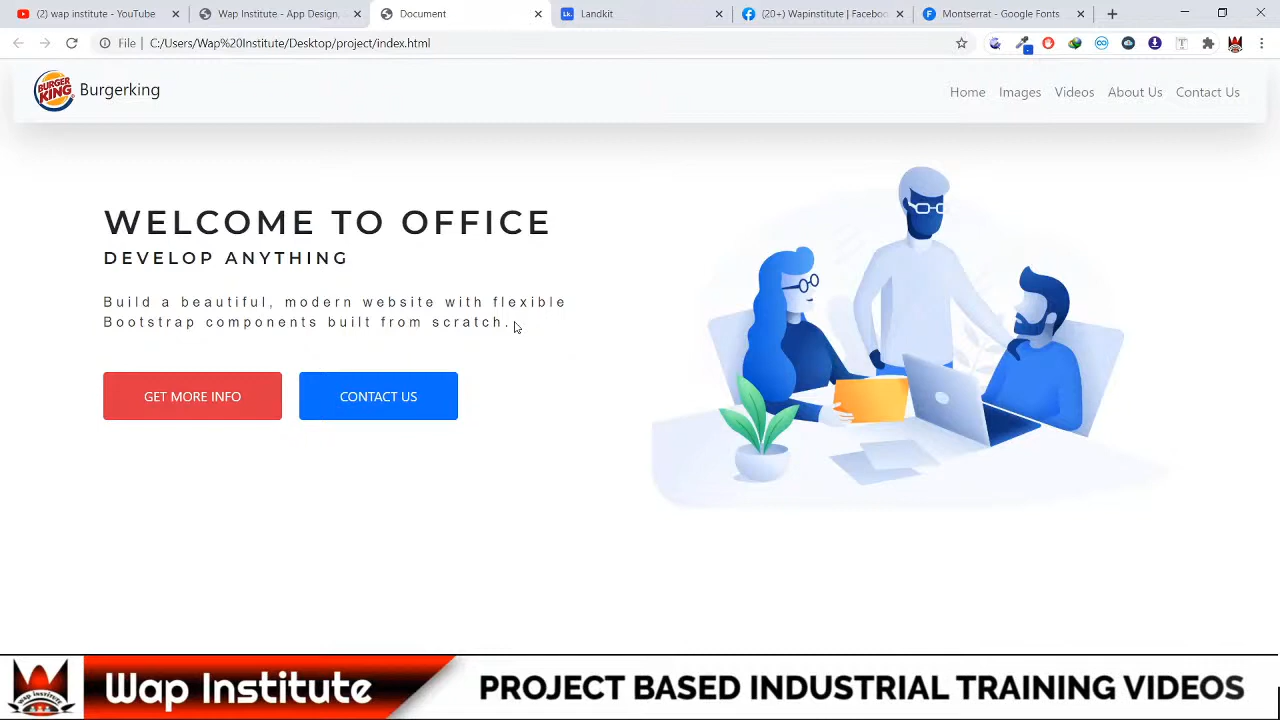 (2) wap institute - YouTube
Wap Institute - App. Design,
Document
Lk.
Landkit
(20+) Wapinstitute | Faceboo
Montserrat - Google Fonts
File | C:/Users/Wap%20Institute/Desktop/project/index.html
BURGER KING
Burgerking
Home Images Videos About Us Contact Us
WELCOME TO OFFICE
DEVELOP ANYTHING
Build a beautiful, modern website with flexible
Bootstrap components built from scratch.
GET MORE INFO
CONTACT US
Wap Institute
PROJECT BASED INDUSTRIAL TRAINING VIDEOS